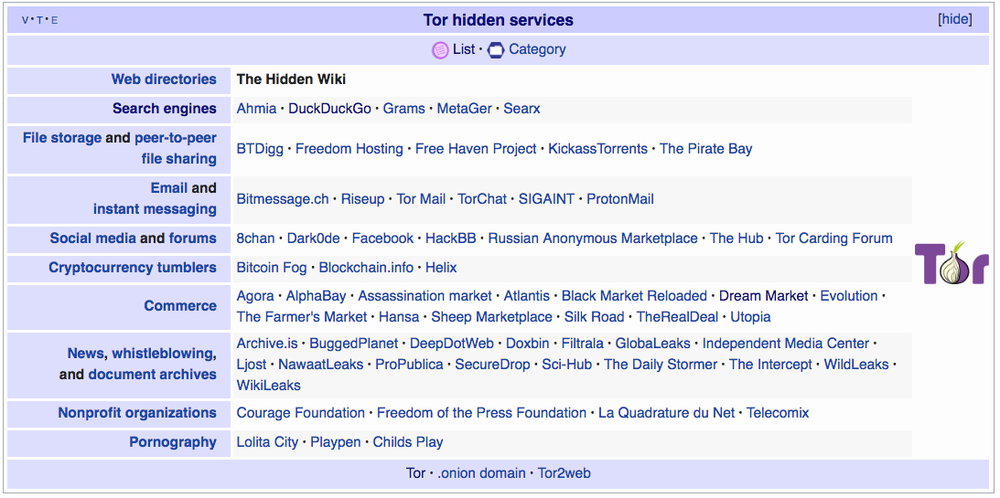 V · T · E
Tor hidden services
[hide]
List · Category
Web directories
The Hidden Wiki
Search engines
Ahmia · DuckDuckGo · Grams · MetaGer · Searx
File storage and peer-to-peer
file sharing
BTDigg · Freedom Hosting · Free Haven Project · KickassTorrents · The Pirate Bay
Email and
instant messaging
Bitmessage.ch · Riseup · Tor Mail · TorChat · SIGAINT · ProtonMail
Social media and forums
8chan · Dark0de · Facebook · HackBB · Russian Anonymous Marketplace · The Hub · Tor Carding Forum
Cryptocurrency tumblers
Bitcoin Fog · Blockchain.info · Helix
Commerce
Agora · AlphaBay · Assassination market · Atlantis · Black Market Reloaded · Dream Market · Evolution ·
The Farmer's Market · Hansa · Sheep Marketplace · Silk Road · TheRealDeal · Utopia
News, whistleblowing,
and document archives
Archive.is · BuggedPlanet · DeepDotWeb · Doxbin · Filtrala · GlobaLeaks · Independent Media Center ·
Ljost · NawaatLeaks · ProPublica · SecureDrop · Sci-Hub · The Daily Stormer · The Intercept · WildLeaks ·
WikiLeaks
Nonprofit organizations
Courage Foundation · Freedom of the Press Foundation · La Quadrature du Net · Telecomix
Pornography
Lolita City · Playpen · Childs Play
Tor
Tor · .onion domain · Tor2web